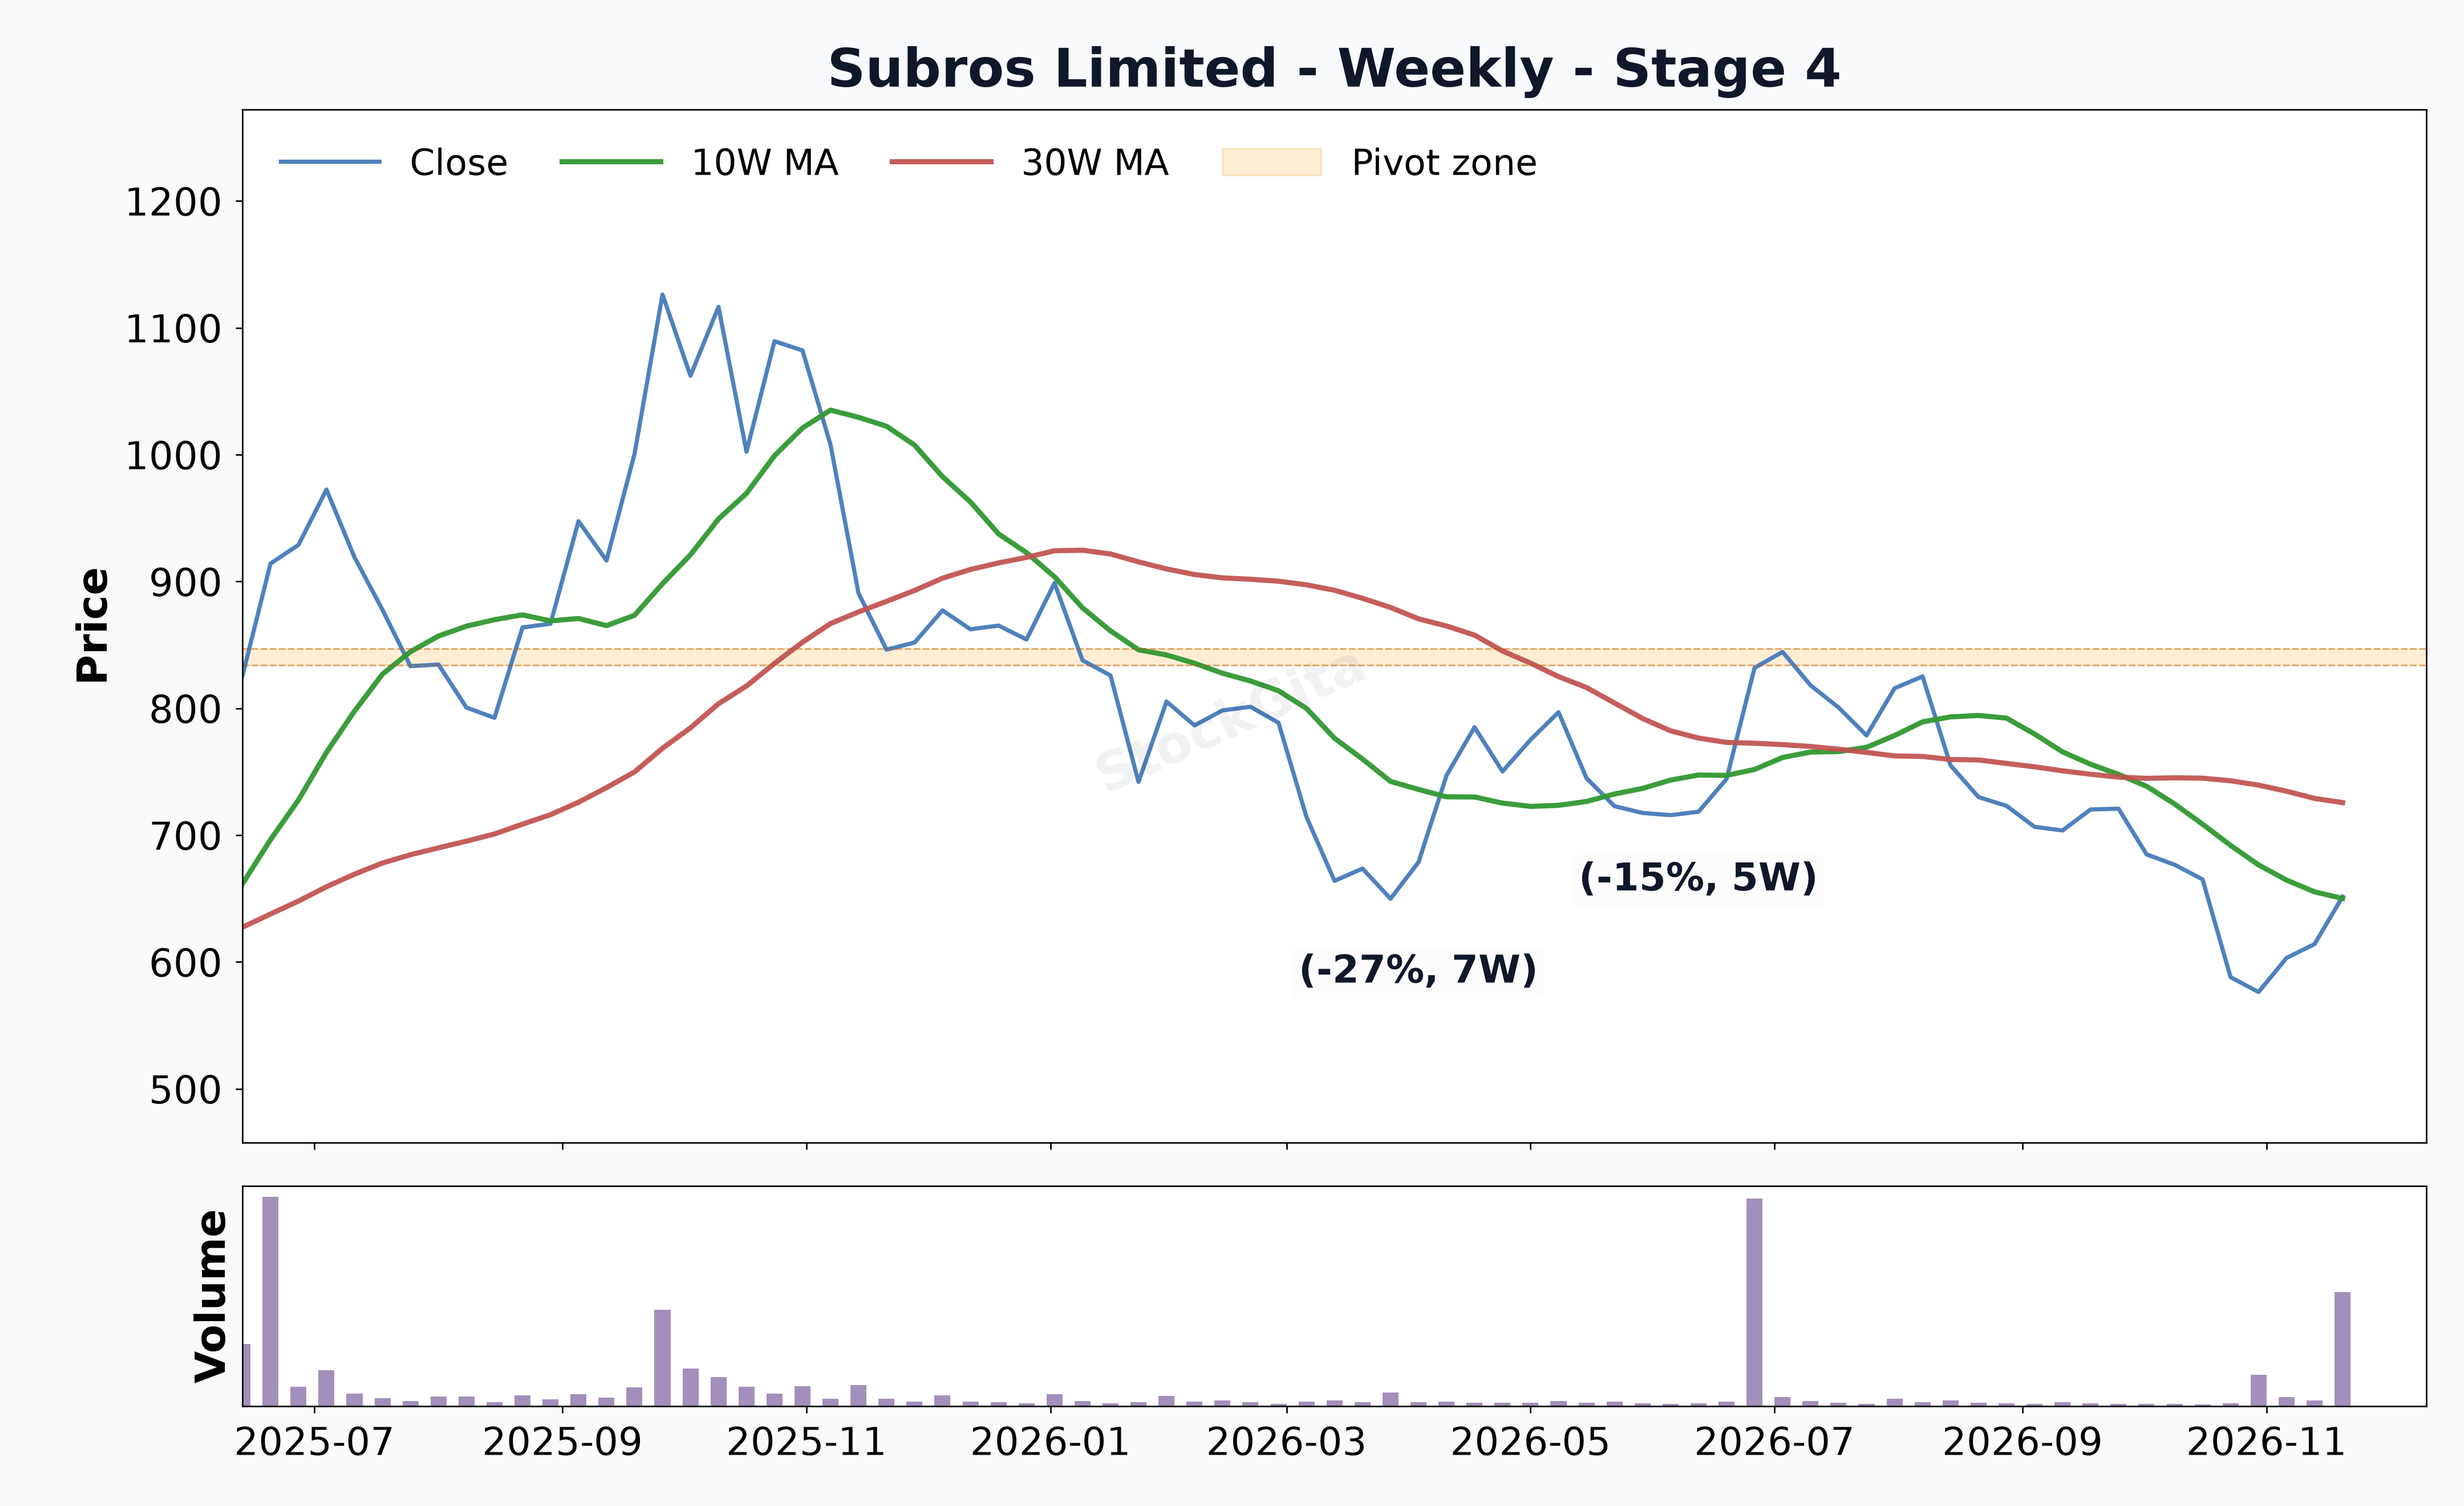 Subros Limited - Weekly - Stage 4
Close 10W MA 30W MA Pivot zone
Price
1200
1100
1000
900
800
700
600
500
StockGita
(-15%, 5W)
(-27%, 7W)
Volume
2025-07 2025-09 2025-11 2026-01 2026-03 2026-05 2026-07 2026-09 2026-11